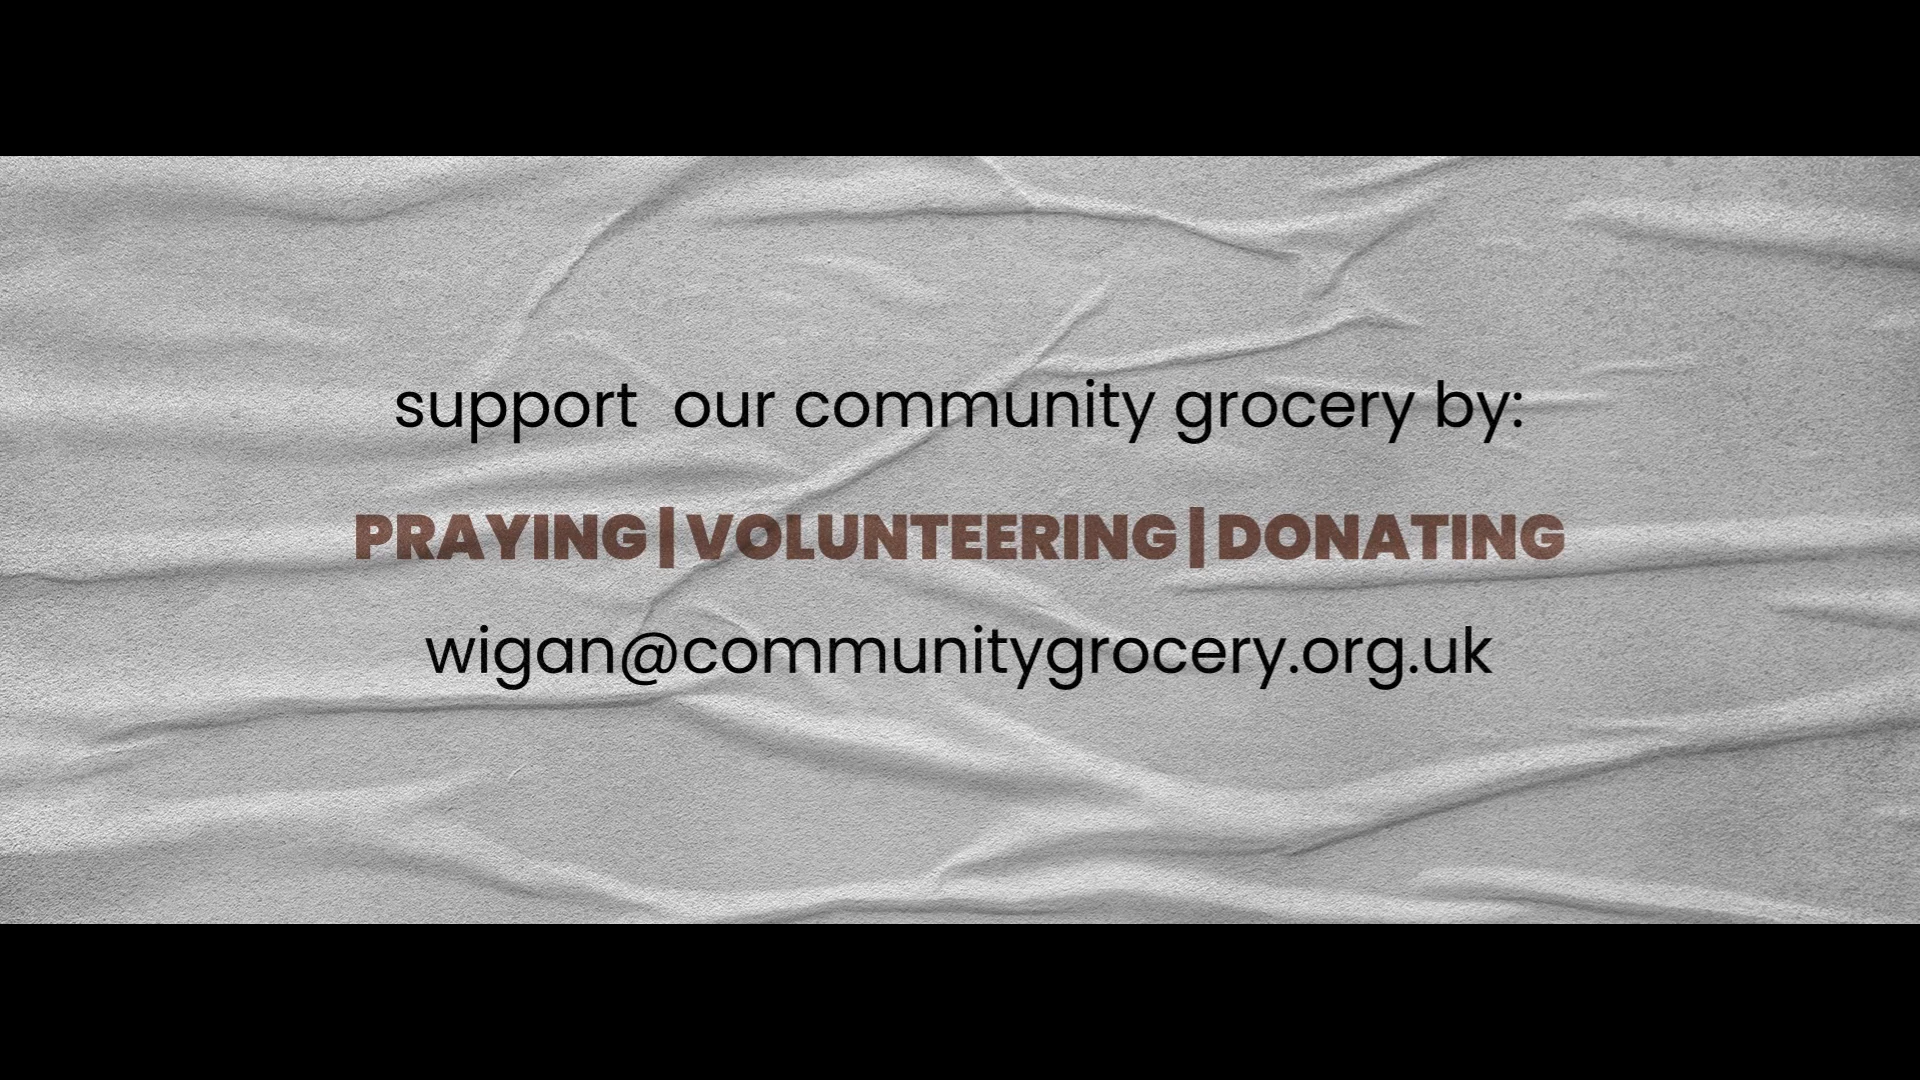 support  our community grocery by:
PRAYING|VOLUNTEERING|DONATING
wigan@communitygrocery.org.uk